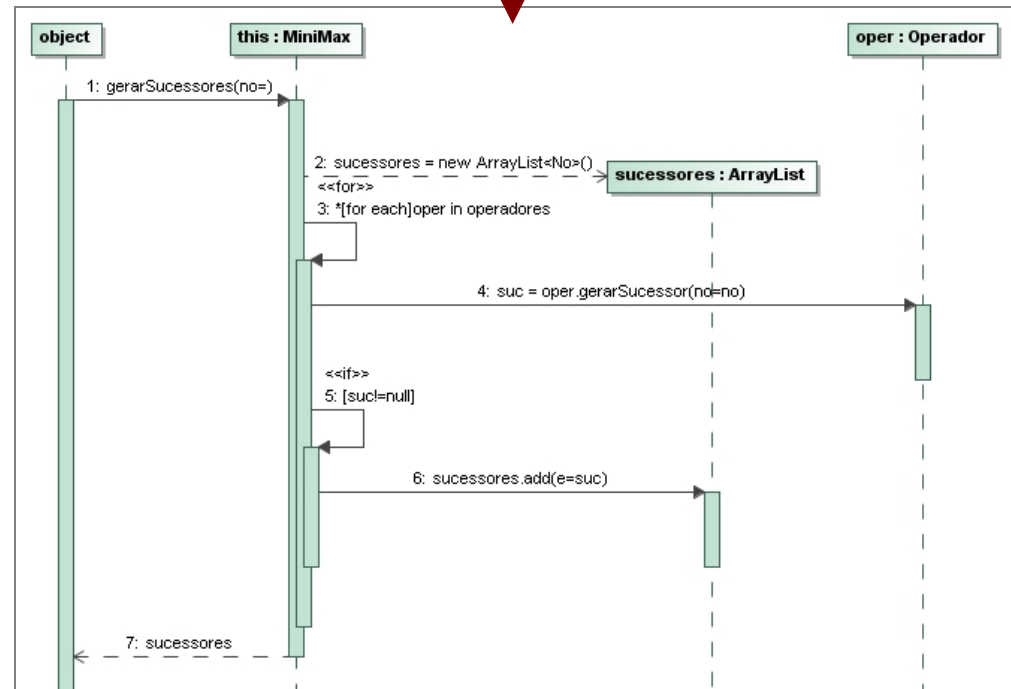 object
this : MiniMax
oper : Operador
1: gerarSucessores(no=)
2: sucessores = new ArrayList<No>()
sucessores : ArrayList
<<for>>
3: *[for each]oper in operadores
4: suc = oper.gerarSucessor(no=no)
<<if>>
5: [suc!=null]
6: sucessores.add(e=suc)
7: sucessores